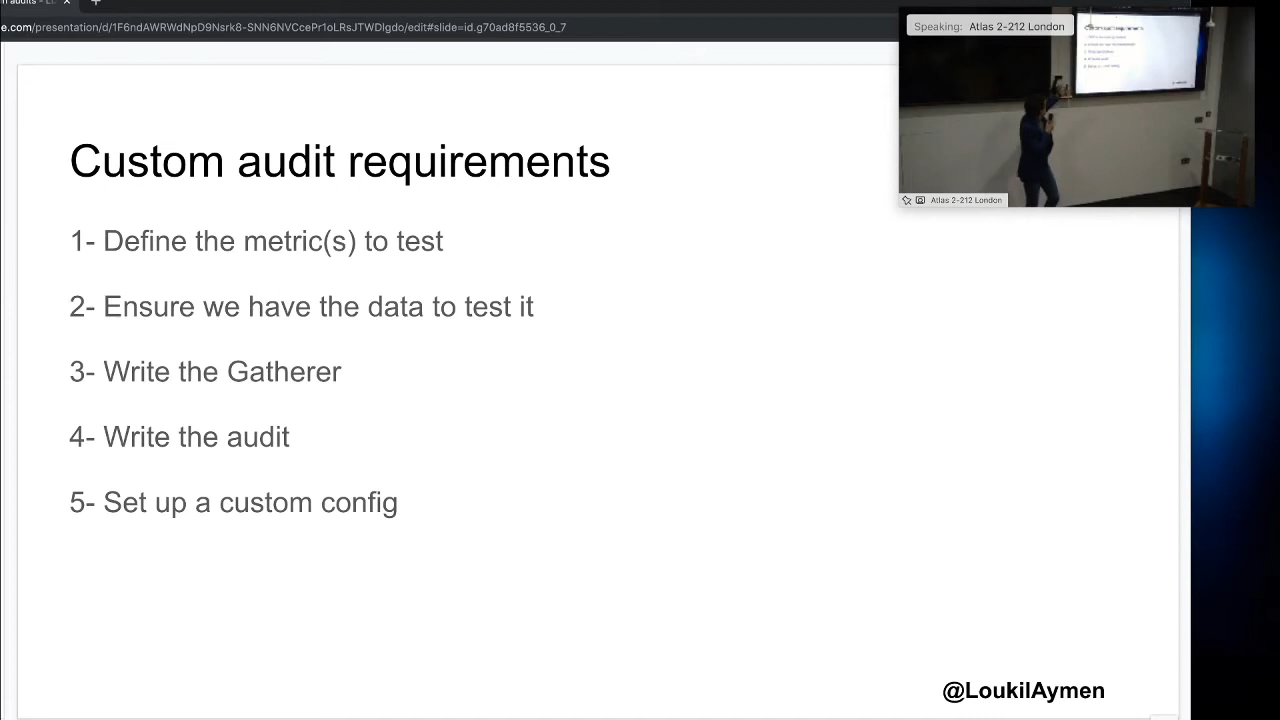 e.com/presentation/d/1F6ndAWRWdNpD9Nsrk8-SNN6NVCcePr1oLRsJTWDigdo/edit#slide=id.g70ad8f5536_0_7
Speaking: Atlas 2-212 London
Atlas 2-212 London
Custom audit requirements
1- Define the metric(s) to test
2- Ensure we have the data to test it
3- Write the Gatherer
4- Write the audit
5- Set up a custom config
@LoukilAymen